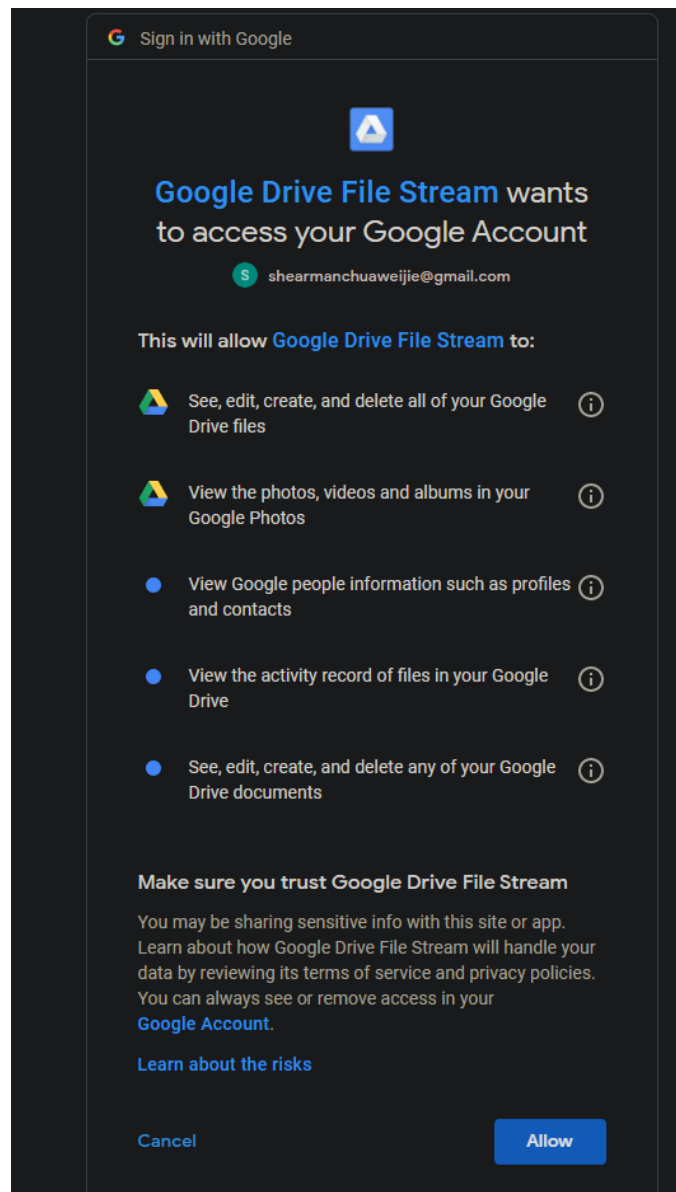 Sign in with Google
Google Drive File Stream wants
to access your Google Account
S shearmanchuaweijie@gmail.com
This will allow Google Drive File Stream to:
See, edit, create, and delete all of your Google
Drive files
View the photos, videos and albums in your
Google Photos
View Google people information such as profiles
and contacts
View the activity record of files in your Google
Drive
See, edit, create, and delete any of your Google
Drive documents
Make sure you trust Google Drive File Stream
You may be sharing sensitive info with this site or app.
Learn about how Google Drive File Stream will handle your
data by reviewing its terms of service and privacy policies.
You can always see or remove access in your
Google Account.
Learn about the risks
Cancel
Allow